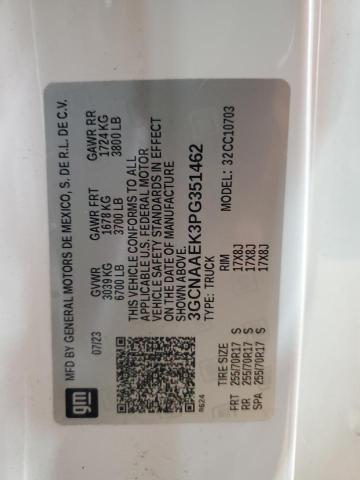 gm
MFD BY GENERAL MOTORS DE MEXICO, S. DE R.L. DE C.V.
07/23
GVWR
3039 KG
6700 LB
GAWR FRT
1678 KG
3700 LB
GAWR RR
1724 KG
3800 LB
THIS VEHICLE CONFORMS TO ALL
APPLICABLE U.S. FEDERAL MOTOR
VEHICLE SAFETY STANDARDS IN EFFECT
ON THE DATE OF MANUFACTURE
SHOWN ABOVE
3GCNAAEK3PG351462
TYPE: TRUCK
MODEL: 32CC10703
R624
TIRE SIZE RIM
FRT 255/70R17 S 17X8J
RR 255/70R17 S 17X8J
SPA 255/70R17 S 17X8J